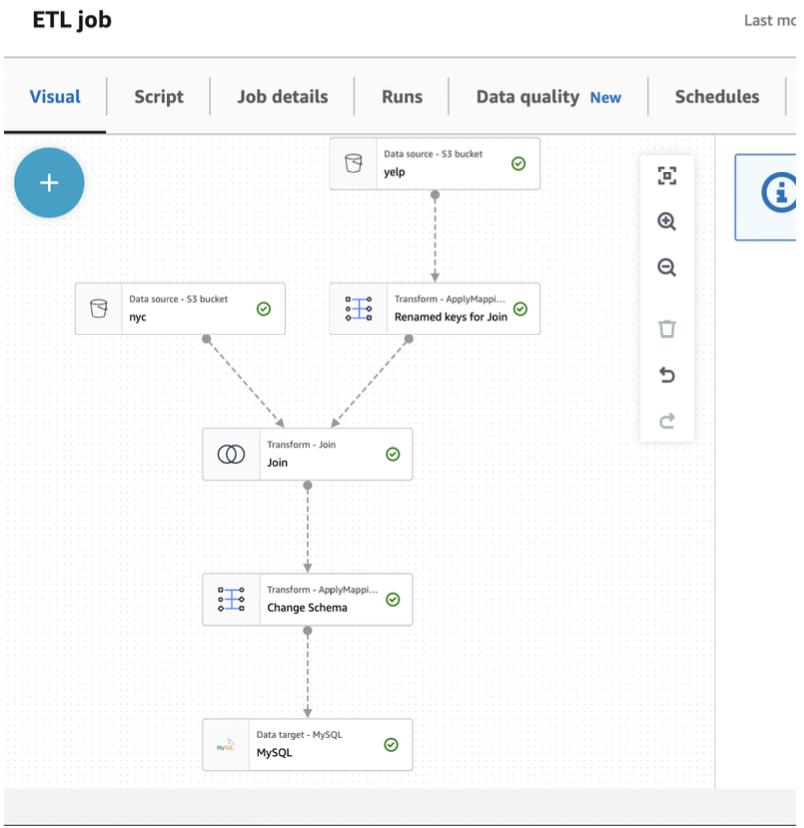 ETL job
Last mo
Visual
Script
Job details
Runs
Data quality New
Schedules
Data source - S3 bucket
yelp
Data source - S3 bucket
nyc
Transform - ApplyMappi...
Renamed keys for Join
Transform - Join
Join
Transform - ApplyMappi...
Change Schema
Data target - MySQL
MySQL
MySQL